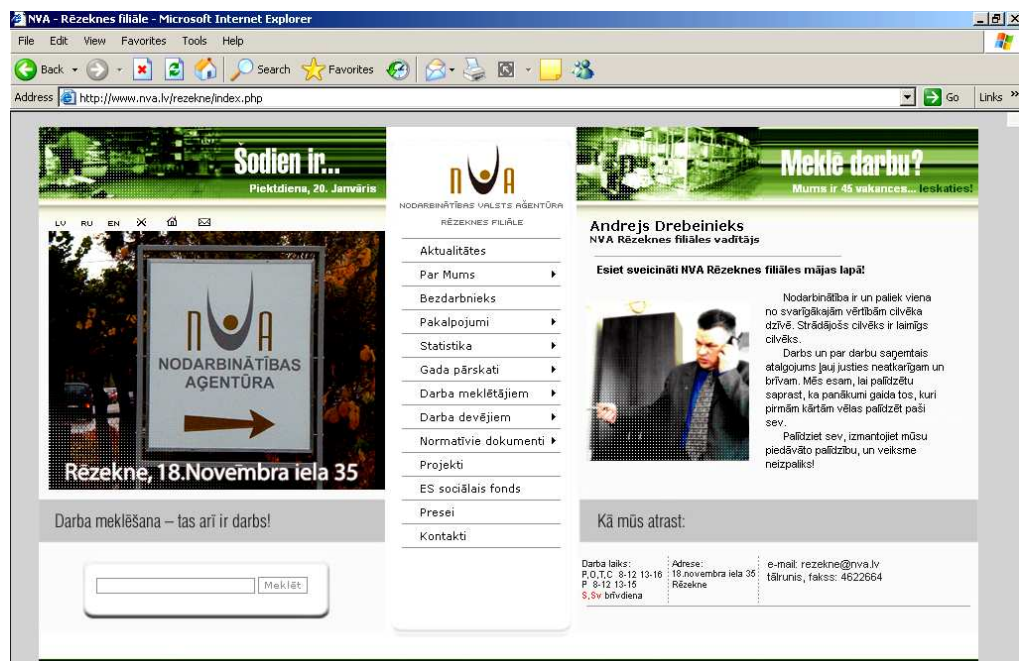 NVA - Rēzeknes filiāle - Microsoft Internet Explorer
File Edit View Favorites Tools Help
Back Search Favorites
Address http://www.nva.lv/rezekne/index.php Go Links »
Šodien ir...
Piektdiena, 20. Janvāris
LV RU EN
NODARBINĀTĪBAS
AĢENTŪRA
Rēzekne, 18.Novembra iela 35
Darba meklēšana – tas arī ir darbs!
Meklēt
NVA
NODARBINĀTĪBAS VALSTS AĢENTŪRA
RĒZEKNES FILIĀLE
Aktualitātes
Par Mums
Bezdarbnieks
Pakalpojumi
Statistika
Gada pārskati
Darba meklētājiem
Darba devējiem
Normatīvie dokumenti
Projekti
ES sociālais fonds
Presei
Kontakti
Meklē darbu?
Mums ir 45 vakances... Ieskaties!
Andrejs Drebeinieks
NVA Rēzeknes filiāles vadītājs
Esiet sveicināti NVA Rēzeknes filiāles mājas lapā!
Nodarbinātība ir un paliek viena
no svarīgākajām vērtībām cilvēka
dzīvē. Strādājošs cilvēks ir laimīgs
cilvēks.
Darbs un par darbu saņemtais
atalgojums ļauj justies neatkarīgam un
brīvam. Mēs esam, lai palīdzētu
saprast, ka panākumi gaida tos, kuri
pirmām kārtām vēlas palīdzēt paši
sev.
Palīdziet sev, izmantojiet mūsu
piedāvāto palīdzību, un veiksme
neizpaliks!
Kā mūs atrast:
Darba laiks:
P,O,T,C 8-12 13-16
P 8-12 13-15
S,Sv brīvdiena
Adrese:
18.novembra iela 35
Rēzekne
e-mail: rezekne@nva.lv
tālrunis, fakss: 4622664